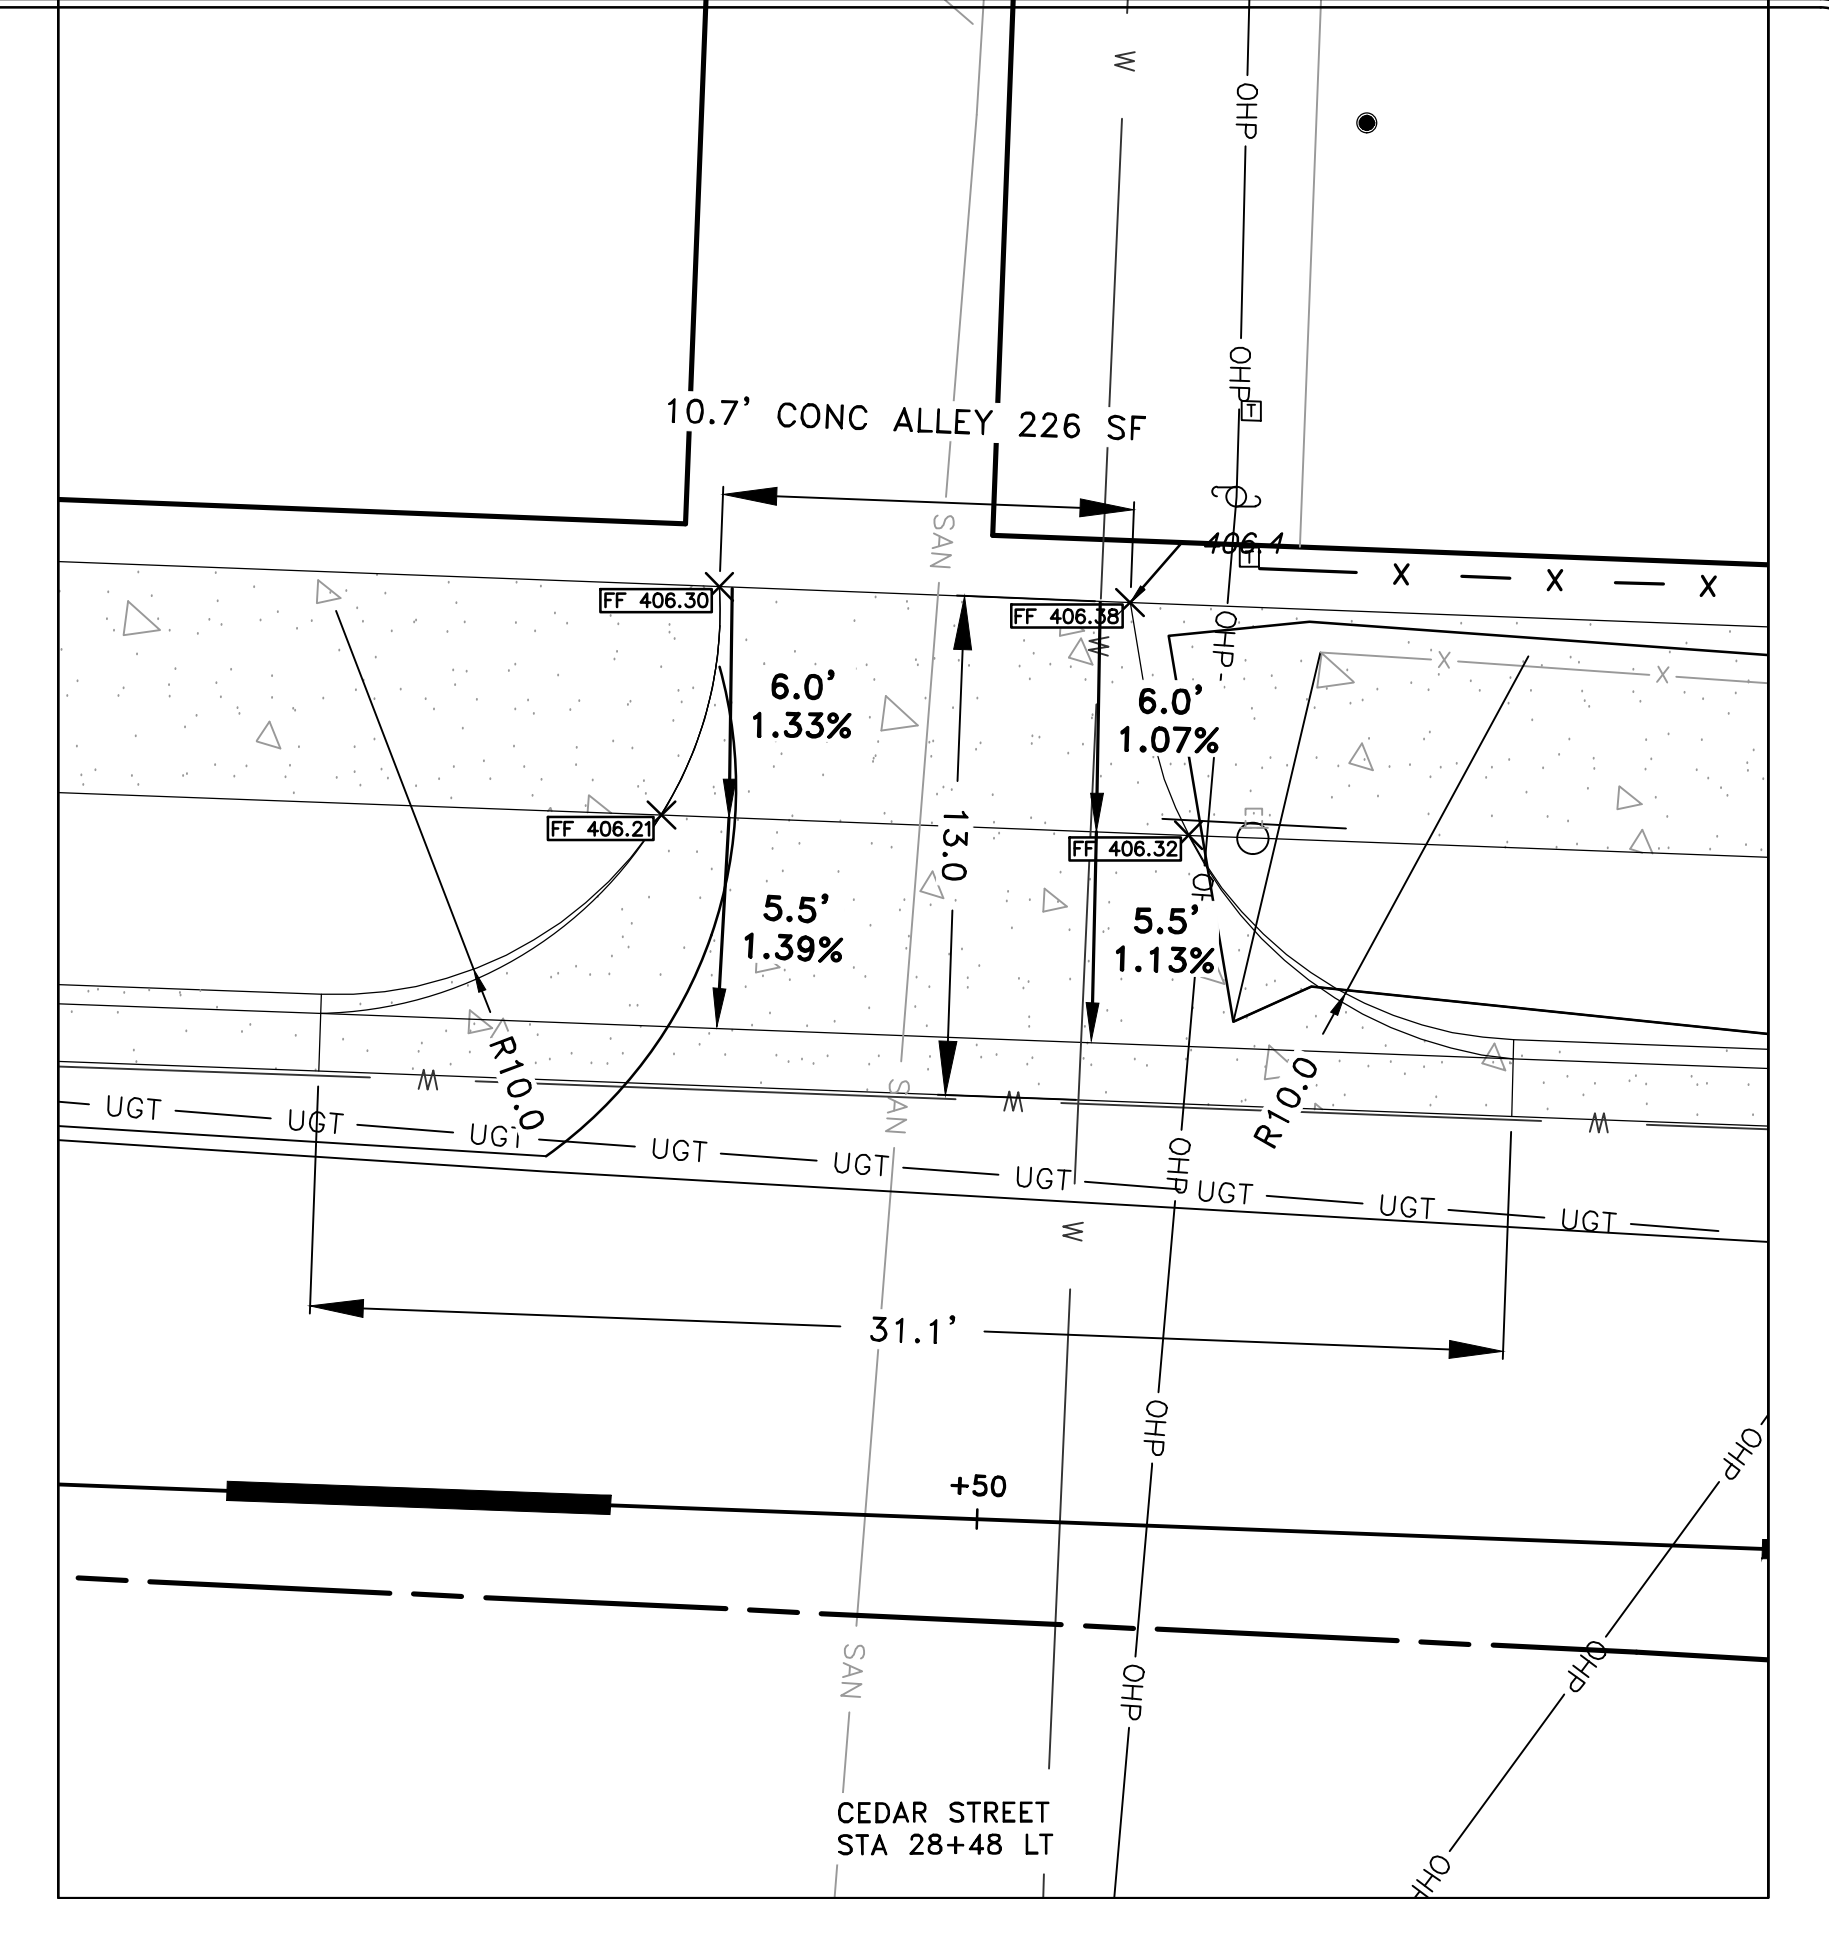 W
OHP
OHP
T
10.7' CONC ALLEY 226 SF
SAN
406.4
T
X X X
FF 406.30
FF 406.38
W
OHP
X X
6.0'
1.33%
6.0'
1.07%
FF 406.21
13.0
FF 406.32
5.5'
1.39%
5.5'
1.13%
R10.0
R10.0
W W W
SAN
UGT UGT UGT UGT UGT UGT UGT UGT UGT
OHP
W
31.1'
OHP
OHP
+50
SAN
OHP
OHP
CEDAR STREET
STA 28+48 LT